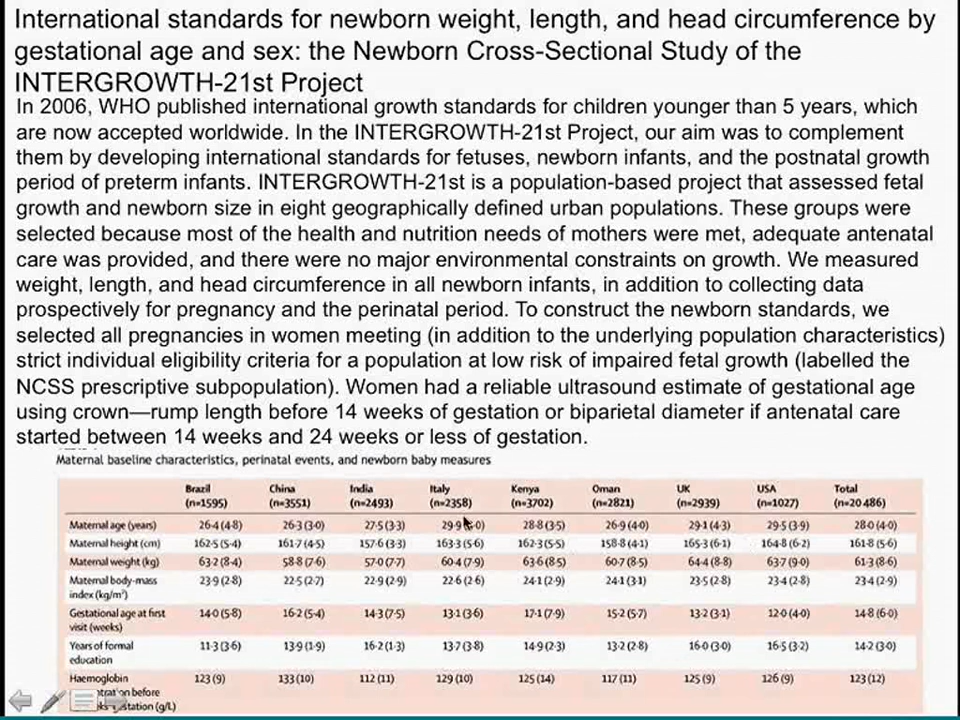 International standards for newborn weight, length, and head circumference by
gestational age and sex: the Newborn Cross-Sectional Study of the
INTERGROWTH-21st Project
In 2006, WHO published international growth standards for children younger than 5 years, which
are now accepted worldwide. In the INTERGROWTH-21st Project, our aim was to complement
them by developing international standards for fetuses, newborn infants, and the postnatal growth
period of preterm infants. INTERGROWTH-21st is a population-based project that assessed fetal
growth and newborn size in eight geographically defined urban populations. These groups were
selected because most of the health and nutrition needs of mothers were met, adequate antenatal
care was provided, and there were no major environmental constraints on growth. We measured
weight, length, and head circumference in all newborn infants, in addition to collecting data
prospectively for pregnancy and the perinatal period. To construct the newborn standards, we
selected all pregnancies in women meeting (in addition to the underlying population characteristics)
strict individual eligibility criteria for a population at low risk of impaired fetal growth (labelled the
NCSS prescriptive subpopulation). Women had a reliable ultrasound estimate of gestational age
using crown—rump length before 14 weeks of gestation or biparietal diameter if antenatal care
started between 14 weeks and 24 weeks or less of gestation.
Maternal baseline characteristics, perinatal events, and newborn baby measures
Brazil China India Italy Kenya Oman UK USA Total
(n=1595) (n=3551) (n=2493) (n=2358) (n=3702) (n=2821) (n=2939) (n=1027) (n=20 486)
Maternal age (years) 26·4 (4·8) 26·3 (3·0) 27·5 (3·3) 28·8 (3·5) 26·9 (4·0) 29·1 (4·3) 29·5 (3·9) 28·0 (4·0)
Maternal height (cm) 162·5 (5·4) 161·7 (4·5) 157·6 (3·3) 163·3 (5·6) 162·3 (5·5) 158·8 (4·1) 165·3 (6·1) 164·8 (6·2) 161·8 (5·6)
Maternal weight (kg) 63·2 (8·4) 58·8 (7·6) 57·0 (7·7) 60·4 (7·9) 63·6 (8·5) 60·7 (8·5) 64·4 (8·8) 63·7 (9·0) 61·3 (8·6)
Maternal body-mass 23·9 (2·8) 22·5 (2·7) 22·9 (2·9) 22·6 (2·6) 24·1 (2·9) 24·1 (3·1) 23·5 (2·8) 23·4 (2·8) 23·4 (2·9)
index (kg/m²)
Gestational age at first 14·0 (5·8) 16·2 (5·4) 14·3 (7·5) 13·1 (3·6) 17·1 (7·9) 15·2 (5·7) 13·2 (3·1) 12·0 (4·0) 14·8 (6·0)
visit (weeks)
Years of formal 11·3 (3·6) 13·9 (1·9) 16·2 (1·3) 13·7 (3·8) 14·9 (2·3) 13·2 (2·8) 16·0 (3·0) 16·5 (3·2) 14·2 (3·0)
education
Haemoglobin 123 (9) 133 (10) 112 (11) 129 (10) 125 (14) 117 (11) 125 (9) 126 (9) 123 (12)
before
(g/L)